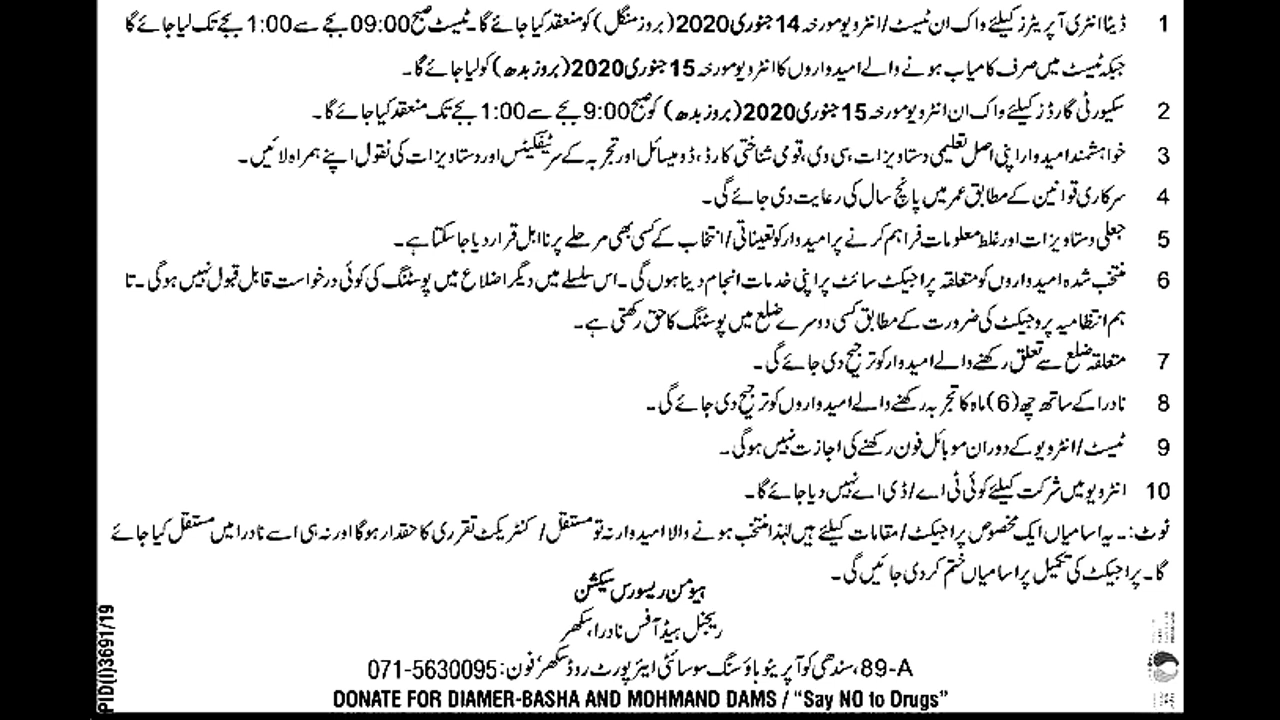 1 ڈیٹا انٹری آپریٹرز کیلئے واک ان ٹیسٹ/انٹرویو مورخہ 14 جنوری 2020 (بروز منگل) کو منعقد کیا جائے گا۔ ٹیسٹ صبح 09:00 بجے سے 1:00 بجے تک لیا جائے گا
جبکہ ٹیسٹ میں صرف کامیاب ہونے والے امیدواروں کا انٹرویو مورخہ 15 جنوری 2020 (بروز بدھ) کو لیا جائے گا۔
2 سکیورٹی گارڈز کیلئے واک ان انٹرویو مورخہ 15 جنوری 2020 (بروز بدھ) کو صبح 9:00 بجے سے 1:00 بجے تک منعقد کیا جائے گا۔
3 خواہشمند امیدوار اپنی اصل تعلیمی دستاویزات، سی وی، قومی شناختی کارڈ، ڈومیسائل اور تجربہ کے سرٹیفکیٹس اور دستاویزات کی نقول اپنے ہمراہ لائیں۔
4 سرکاری قوانین کے مطابق عمر میں پانچ سال کی رعایت دی جائے گی۔
5 جعلی دستاویزات اور غلط معلومات فراہم کرنے پر امیدوار کو تعیناتی/انتخاب کے کسی بھی مرحلے پر نااہل قرار دیا جا سکتا ہے۔
6 منتخب شدہ امیدواروں کو متعلقہ پراجیکٹ سائٹ پر اپنی خدمات انجام دینا ہوں گی۔ اس سلسلے میں دیگر اضلاع میں پوسٹنگ کی کوئی درخواست قابل قبول نہیں ہوگی۔ تا
ہم انتظامیہ پروجیکٹ کی ضرورت کے مطابق کسی دوسرے ضلع میں پوسٹنگ کا حق رکھتی ہے۔
7 متعلقہ ضلع سے تعلق رکھنے والے امیدوار کو ترجیح دی جائے گی۔
8 نادرا کے ساتھ چھ (6) ماہ کا تجربہ رکھنے والے امیدواروں کو ترجیح دی جائے گی۔
9 ٹیسٹ/انٹرویو کے دوران موبائل فون رکھنے کی اجازت نہیں ہوگی۔
10 انٹرویو میں شرکت کیلئے کوئی ٹی اے/ڈی اے نہیں دیا جائے گا۔
نوٹ:۔ یہ اسامیاں ایک مخصوص پراجیکٹ/مقامات کیلئے ہیں لہٰذا منتخب ہونے والا امیدوار نہ تو مستقل/کنٹریکٹ تقرری کا حقدار ہوگا اور نہ ہی اسے نادرا میں مستقل کیا جائے
گا۔ پراجیکٹ کی تکمیل پر اسامیاں ختم کر دی جائیں گی۔
ہیومن ریسورس سیکشن
ریجنل ہیڈ آفس نادرا، سکھر
89-A، سندھی کوآپریٹو ہاؤسنگ سوسائٹی ایئرپورٹ روڈ سکھر، فون: 071-5630095
DONATE FOR DIAMER-BASHA AND MOHMAND DAMS / “Say NO to Drugs”
PID(I)3691/19